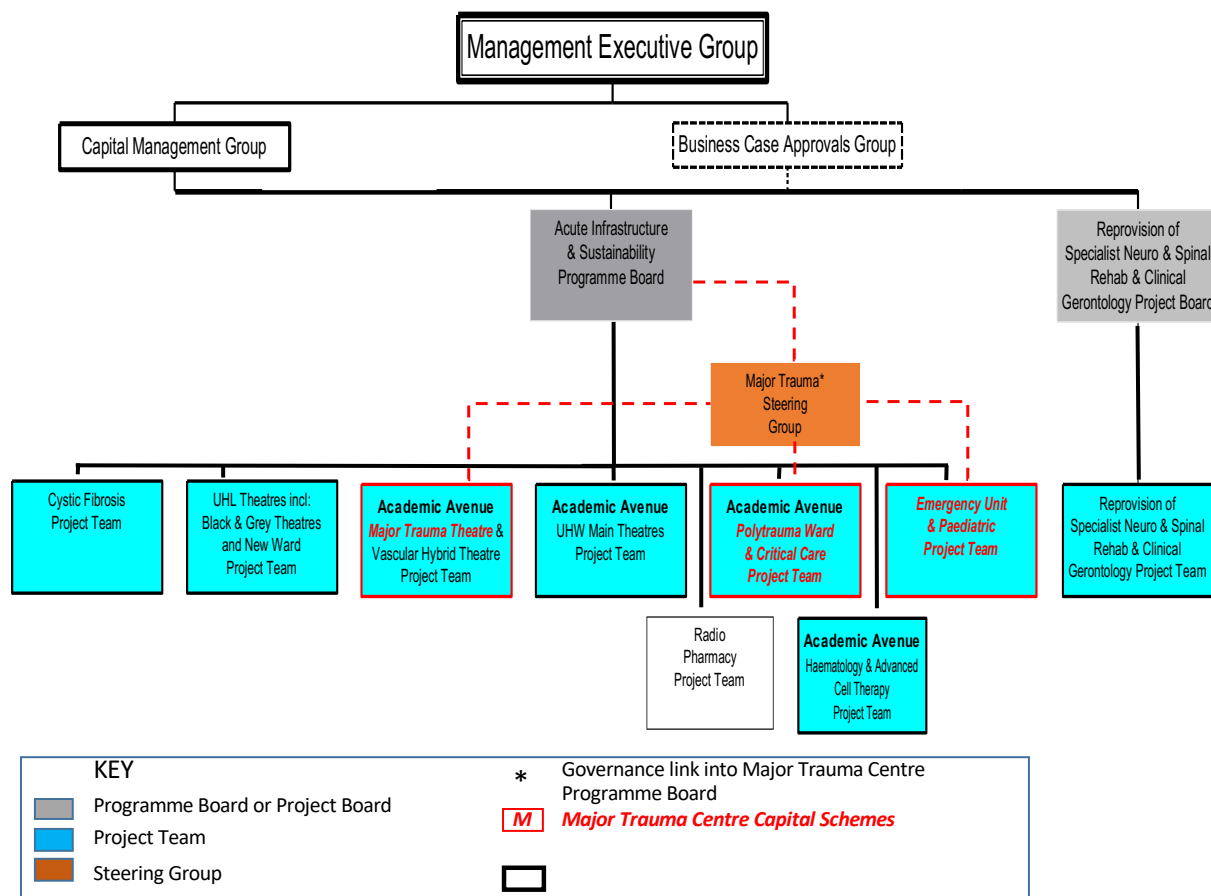 Management Executive Group
Capital Management Group
Business Case Approvals Group
Acute Infrastructure
& Sustainability
Programme Board
Reprovision of
Specialist Neuro & Spinal
Rehab & Clinical
Gerontology Project Board
Major Trauma*
Steering
Group
Cystic Fibrosis
Project Team
UHL Theatres incl:
Black & Grey Theatres
and New Ward
Project Team
Academic Avenue
Major Trauma Theatre &
Vascular Hybrid Theatre
Project Team
Academic Avenue
UHW Main Theatres
Project Team
Academic Avenue
Polytrauma Ward
& Critical Care
Project Team
Emergency Unit
& Paediatric
Project Team
Reprovision of
Specialist Neuro & Spinal
Rehab & Clinical
Gerontology Project Team
Radio
Pharmacy
Project Team
Academic Avenue
Haematology & Advanced
Cell Therapy
Project Team
KEY
Programme Board or Project Board
Project Team
Steering Group
* Governance link into Major Trauma Centre
Programme Board
M Major Trauma Centre Capital Schemes